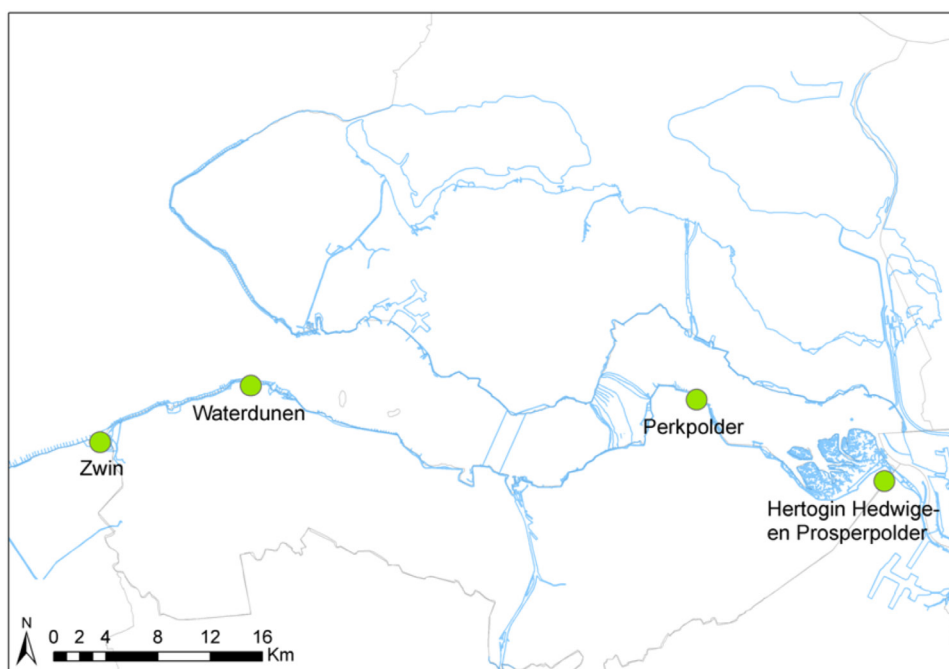 Waterdunen
Zwin
Perkpolder
Hertogin Hedwige-
en Prosperpolder
N
0 2 4 8 12 16
Km